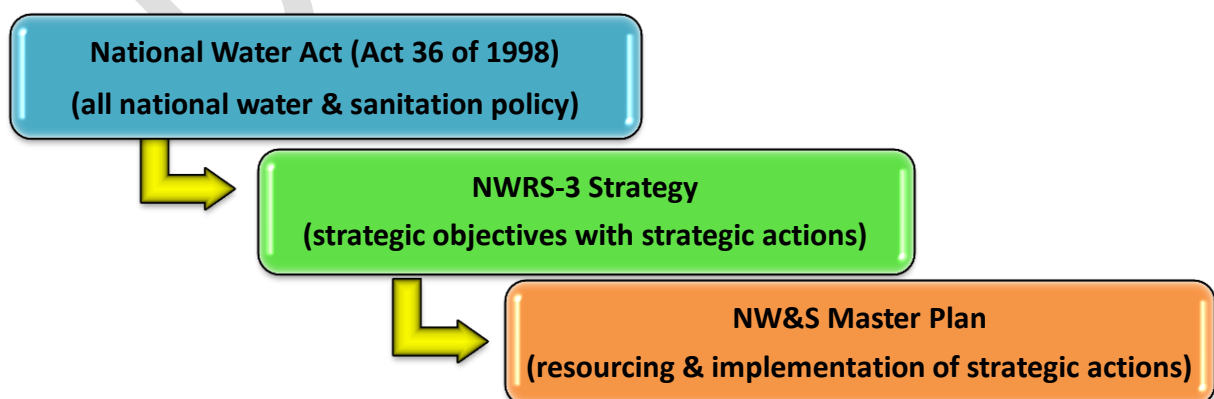 National Water Act (Act 36 of 1998)
(all national water & sanitation policy)
NWRS-3 Strategy
(strategic objectives with strategic actions)
NW&S Master Plan
(resourcing & implementation of strategic actions)